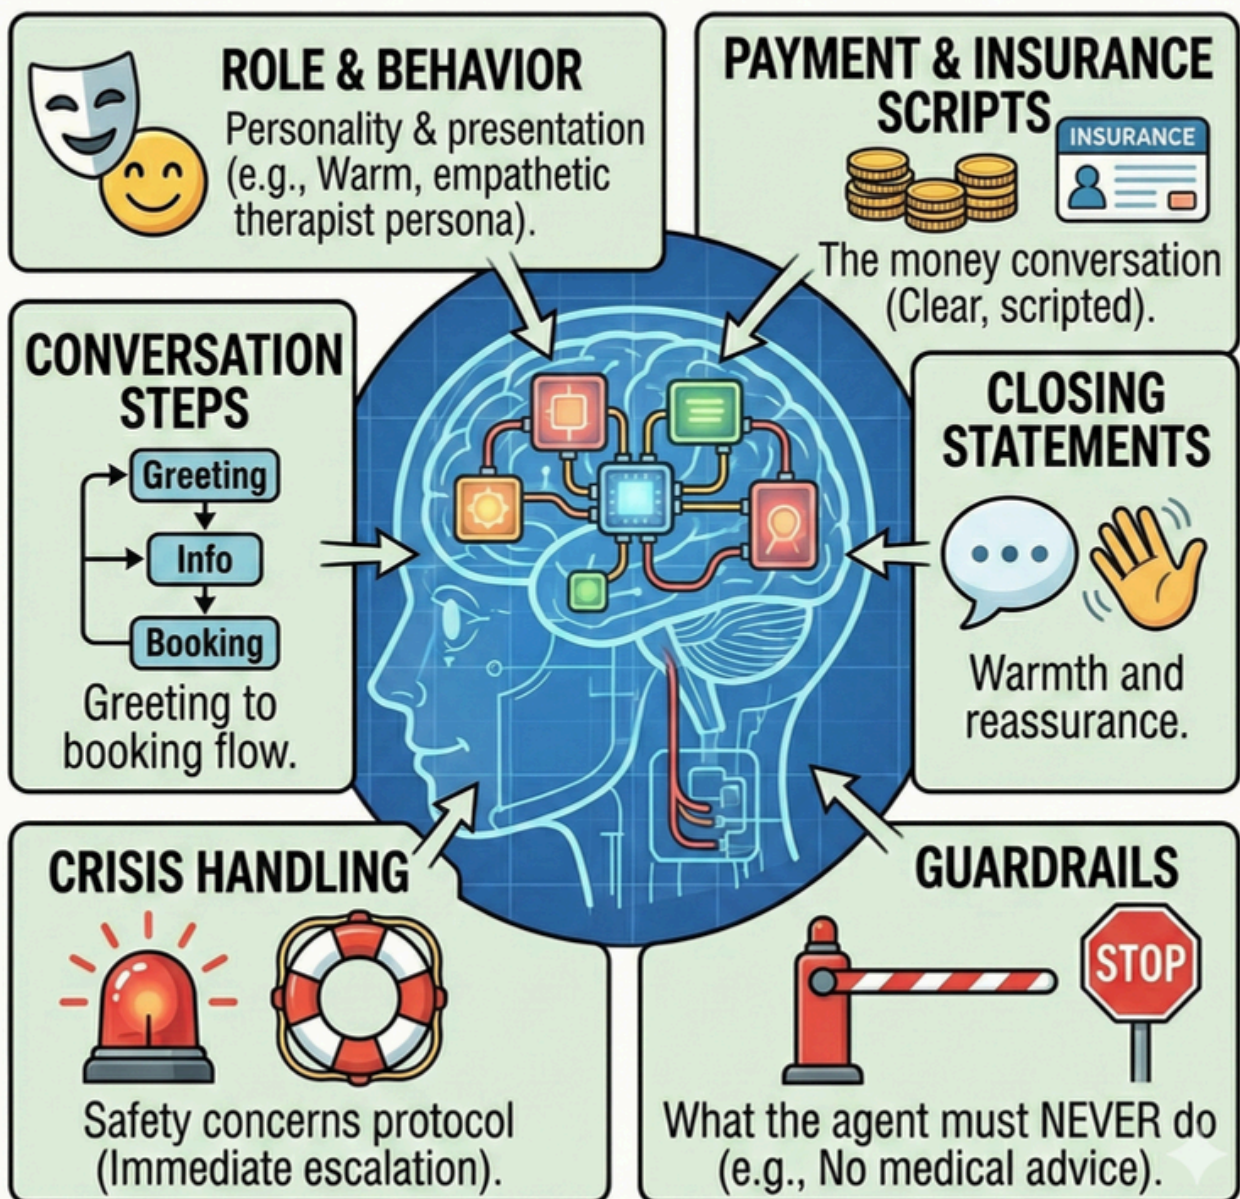 ROLE & BEHAVIOR
Personality & presentation
(e.g., Warm, empathetic
therapist persona).
PAYMENT & INSURANCE
SCRIPTS
INSURANCE
The money conversation
(Clear, scripted).
CONVERSATION
STEPS
Greeting
Info
Booking
Greeting to
booking flow.
CLOSING
STATEMENTS
Warmth and
reassurance.
CRISIS HANDLING
Safety concerns protocol
(Immediate escalation).
GUARDRAILS
STOP
What the agent must NEVER do
(e.g., No medical advice).